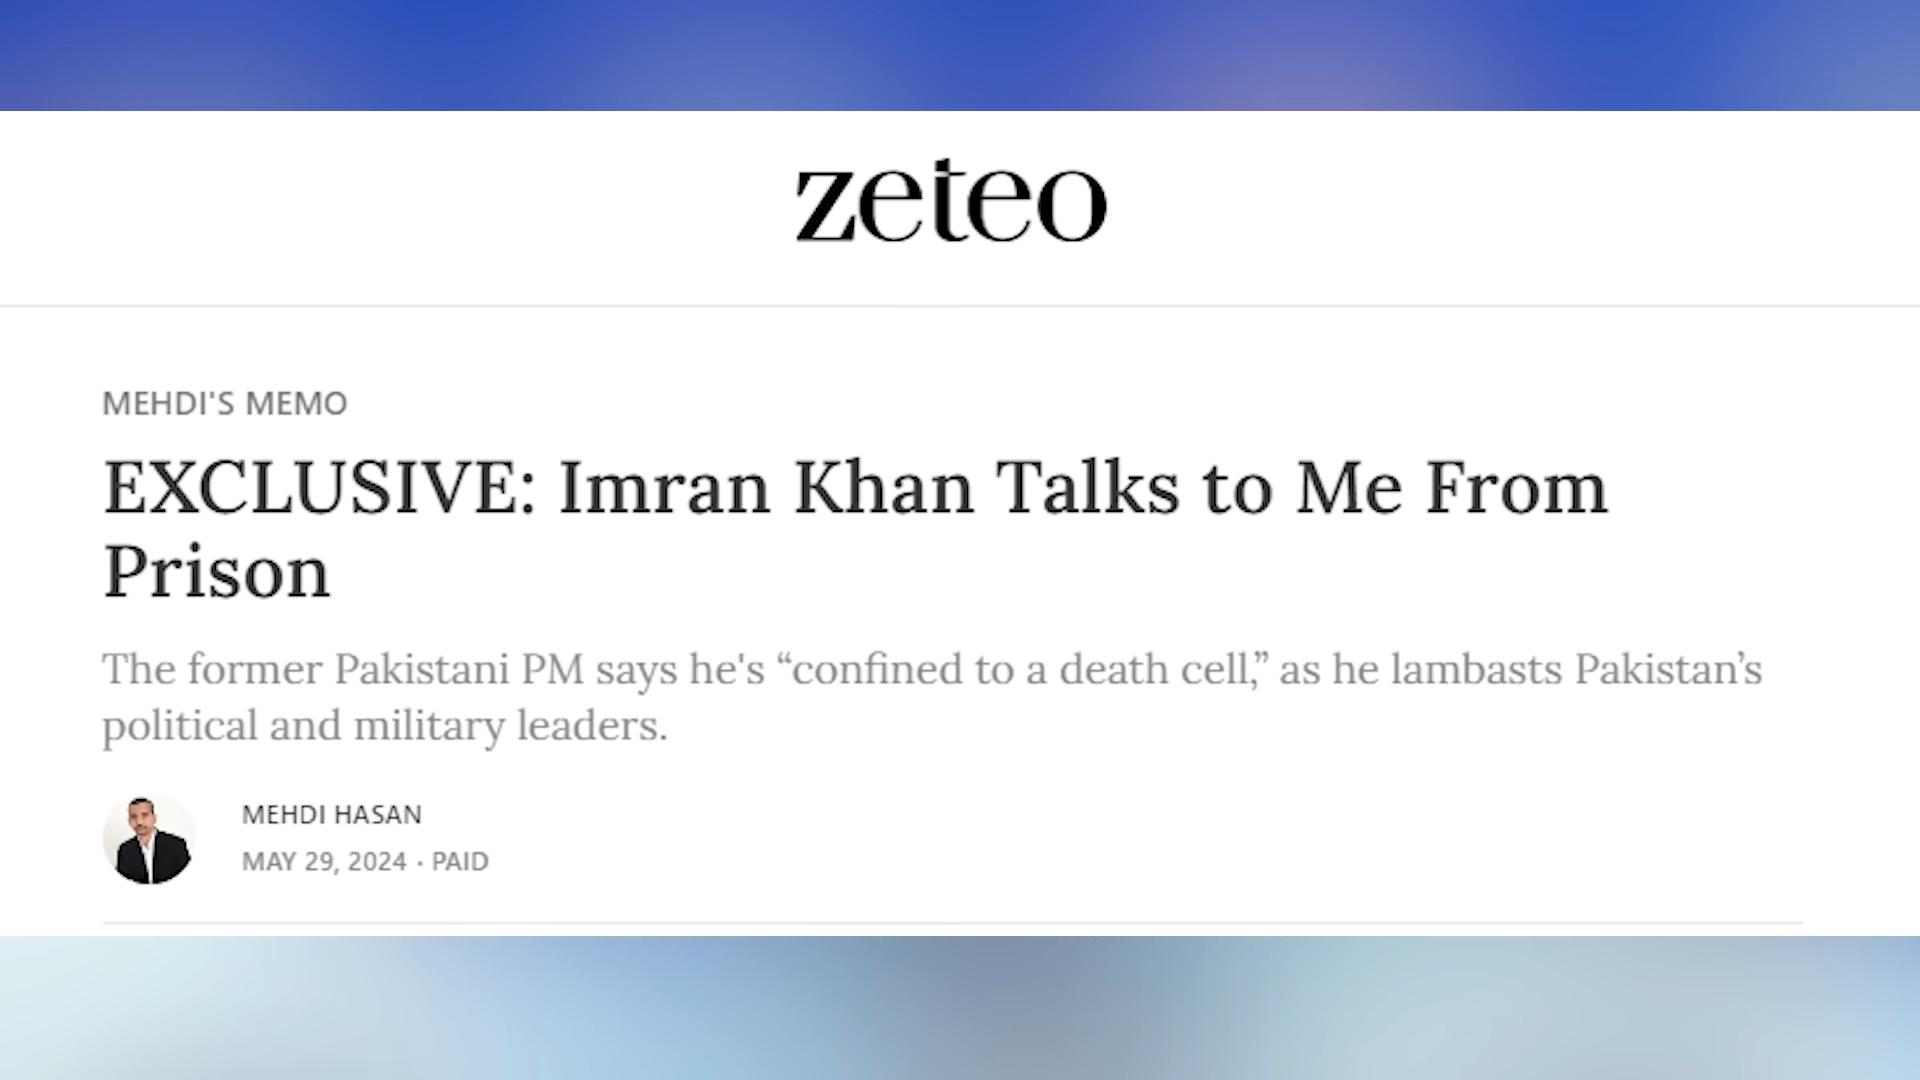 zeteo
MEHDI'S MEMO
EXCLUSIVE: Imran Khan Talks to Me From
Prison
The former Pakistani PM says he's “confined to a death cell,” as he lambasts Pakistan’s
political and military leaders.
MEHDI HASAN
MAY 29, 2024 · PAID